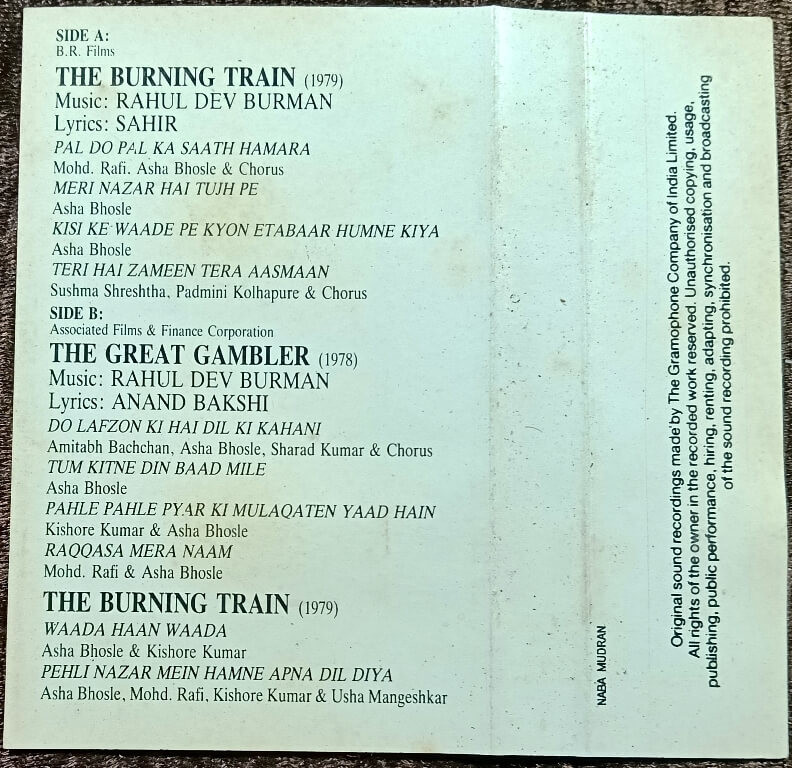 SIDE A:
B.R. Films
THE BURNING TRAIN (1979)
Music: RAHUL DEV BURMAN
Lyrics: SAHIR
PAL DO PAL KA SAATH HAMARA
Mohd. Rafi, Asha Bhosle & Chorus
MERI NAZAR HAI TUJH PE
Asha Bhosle
KISI KE WAADE PE KYON ETABAAR HUMNE KIYA
Asha Bhosle
TERI HAI ZAMEEN TERA AASMAAN
Sushma Shreshtha, Padmini Kolhapure & Chorus
SIDE B:
Associated Films & Finance Corporation
THE GREAT GAMBLER (1978)
Music: RAHUL DEV BURMAN
Lyrics: ANAND BAKSHI
DO LAFZON KI HAI DIL KI KAHANI
Amitabh Bachchan, Asha Bhosle, Sharad Kumar & Chorus
TUM KITNE DIN BAAD MILE
Asha Bhosle
PAHLE PAHLE PYAR KI MULAQATEN YAAD HAIN
Kishore Kumar & Asha Bhosle
RAQQASA MERA NAAM
Mohd. Rafi & Asha Bhosle
THE BURNING TRAIN (1979)
WAADA HAAN WAADA
Asha Bhosle & Kishore Kumar
PEHLI NAZAR MEIN HAMNE APNA DIL DIYA
Asha Bhosle, Mohd. Rafi, Kishore Kumar & Usha Mangeshkar
NABA MUDRAN
Original sound recordings made by The Gramophone Company of India Limited.
All rights of the owner in the recorded work reserved. Unauthorised copying, usage,
publishing, public performance, hiring, renting, adapting, synchronisation and broadcasting
of the sound recording prohibited.